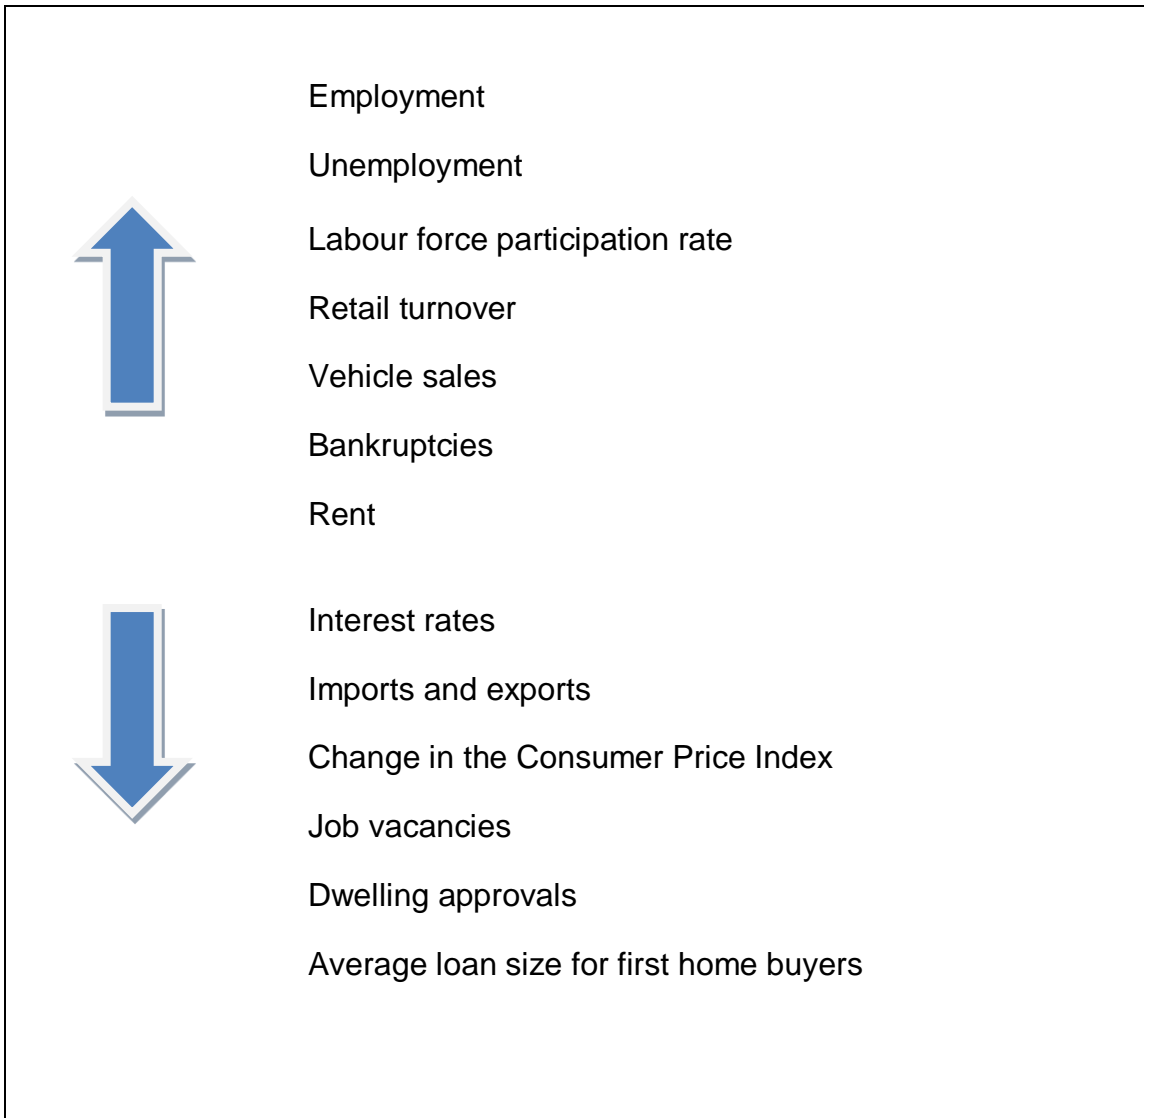 Employment
Unemployment
Labour force participation rate
Retail turnover
Vehicle sales
Bankruptcies
Rent
Interest rates
Imports and exports
Change in the Consumer Price Index
Job vacancies
Dwelling approvals
Average loan size for first home buyers